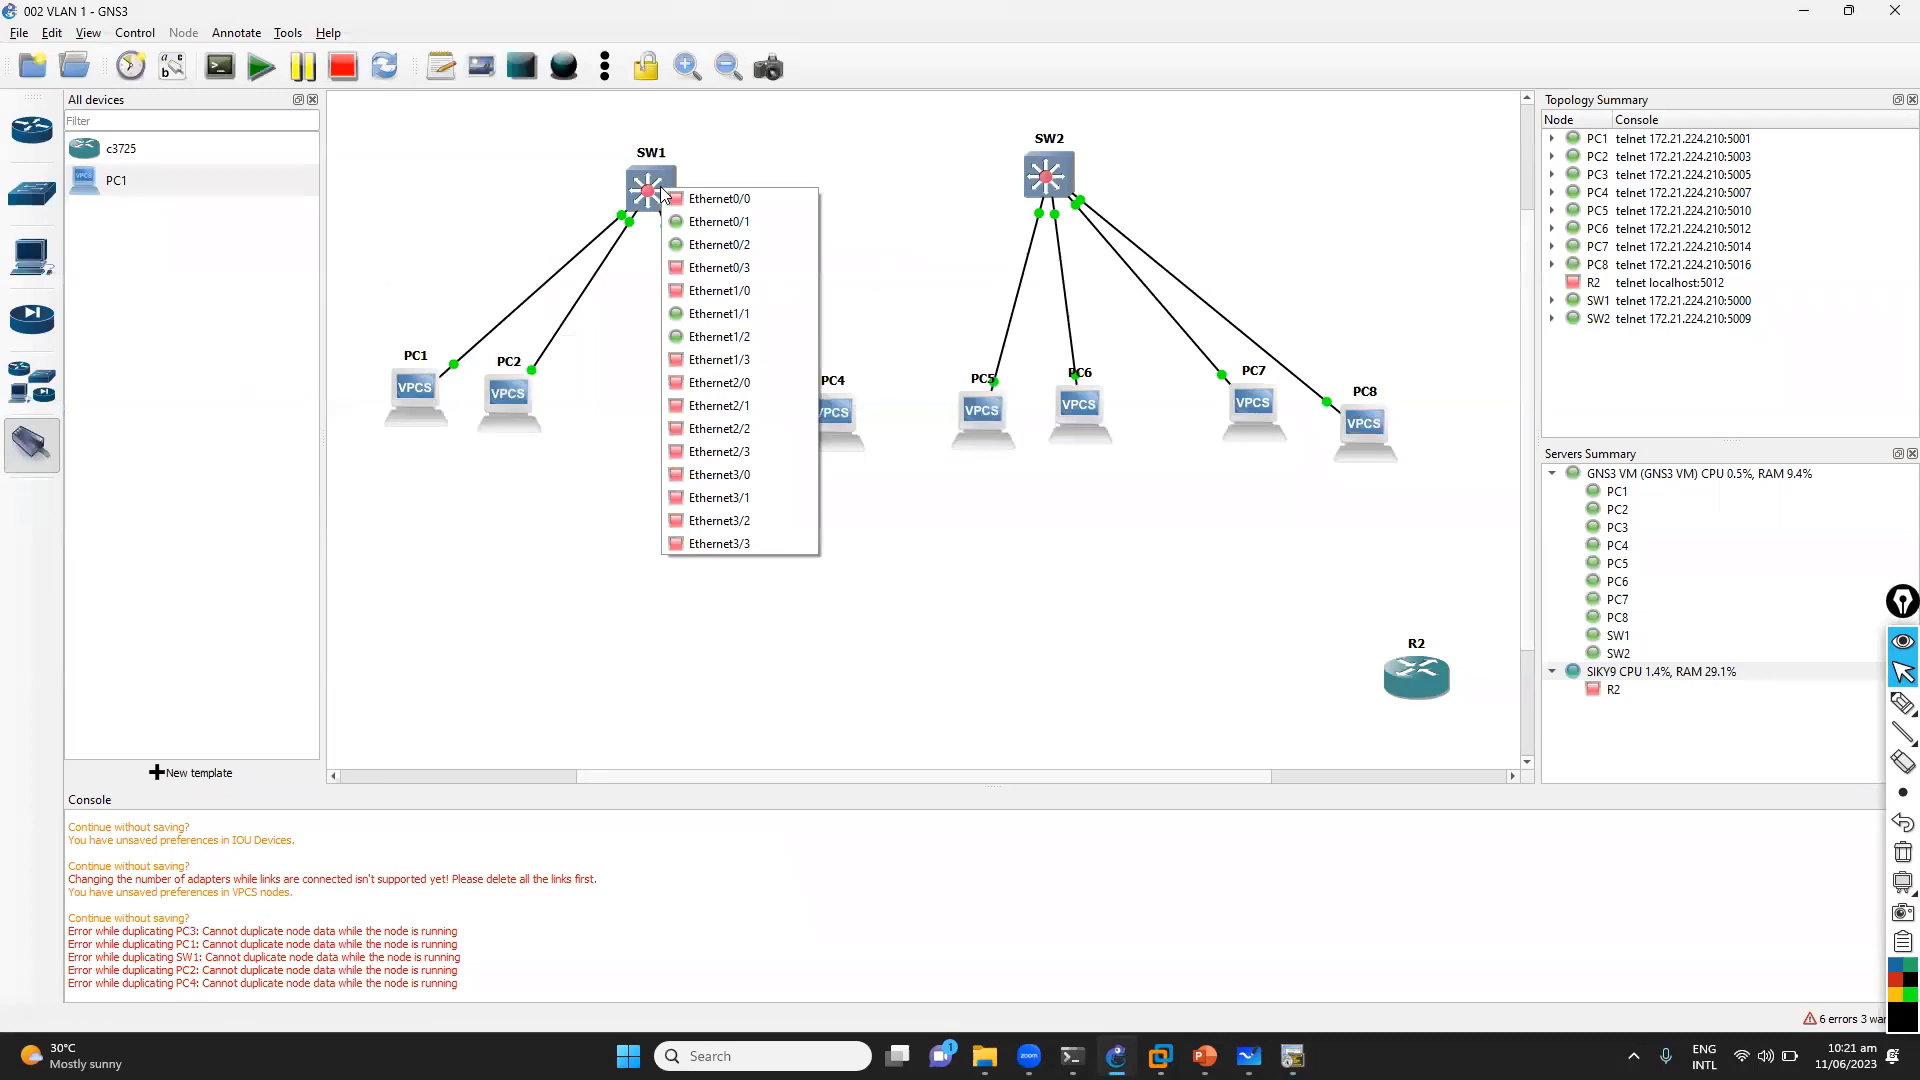 002 VLAN 1 - GNS3
File Edit View Control Node Annotate Tools Help
All devices
Filter
c3725
VPCS PC1
New template
SW1
SW2
Ethernet0/0
Ethernet0/1
Ethernet0/2
Ethernet0/3
Ethernet1/0
Ethernet1/1
Ethernet1/2
Ethernet1/3
Ethernet2/0
Ethernet2/1
Ethernet2/2
Ethernet2/3
Ethernet3/0
Ethernet3/1
Ethernet3/2
Ethernet3/3
PC1
VPCS
PC2
VPCS
PC4
VPCS
PC5
VPCS
PC6
VPCS
PC7
VPCS
PC8
VPCS
R2
Topology Summary
Node Console
PC1 telnet 172.21.224.210:5001
PC2 telnet 172.21.224.210:5003
PC3 telnet 172.21.224.210:5005
PC4 telnet 172.21.224.210:5007
PC5 telnet 172.21.224.210:5010
PC6 telnet 172.21.224.210:5012
PC7 telnet 172.21.224.210:5014
PC8 telnet 172.21.224.210:5016
R2 telnet localhost:5012
SW1 telnet 172.21.224.210:5000
SW2 telnet 172.21.224.210:5009
Servers Summary
GNS3 VM (GNS3 VM) CPU 0.5%, RAM 9.4%
PC1
PC2
PC3
PC4
PC5
PC6
PC7
PC8
SW1
SW2
SIKY9 CPU 1.4%, RAM 29.1%
R2
Console
Continue without saving?
You have unsaved preferences in IOU Devices.
Continue without saving?
Changing the number of adapters while links are connected isn't supported yet! Please delete all the links first.
You have unsaved preferences in VPCS nodes.
Continue without saving?
Error while duplicating PC3: Cannot duplicate node data while the node is running
Error while duplicating PC1: Cannot duplicate node data while the node is running
Error while duplicating SW1: Cannot duplicate node data while the node is running
Error while duplicating PC2: Cannot duplicate node data while the node is running
Error while duplicating PC4: Cannot duplicate node data while the node is running
6 errors 3 war
30°C
Mostly sunny
Search
1
zoom
ENG
INTL
10:21 am
11/06/2023